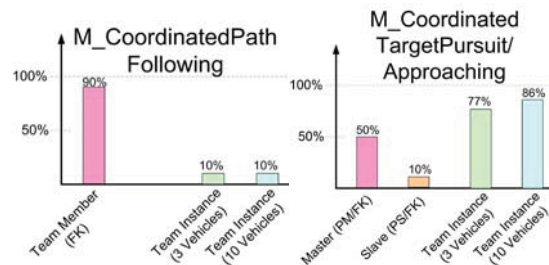 M_CoordinatedPath
Following
100%
50%
90%
10%
10%
Team Member
(FK)
Team Instance
(3 Vehicles)
Team Instance
(10 Vehicles)
M_Coordinated
TargetPursuit/
Approaching
100%
50%
50%
10%
77%
86%
Master (PM/FK)
Slave (PS/FK)
Team Instance
(3 Vehicles)
Team Instance
(10 Vehicles)